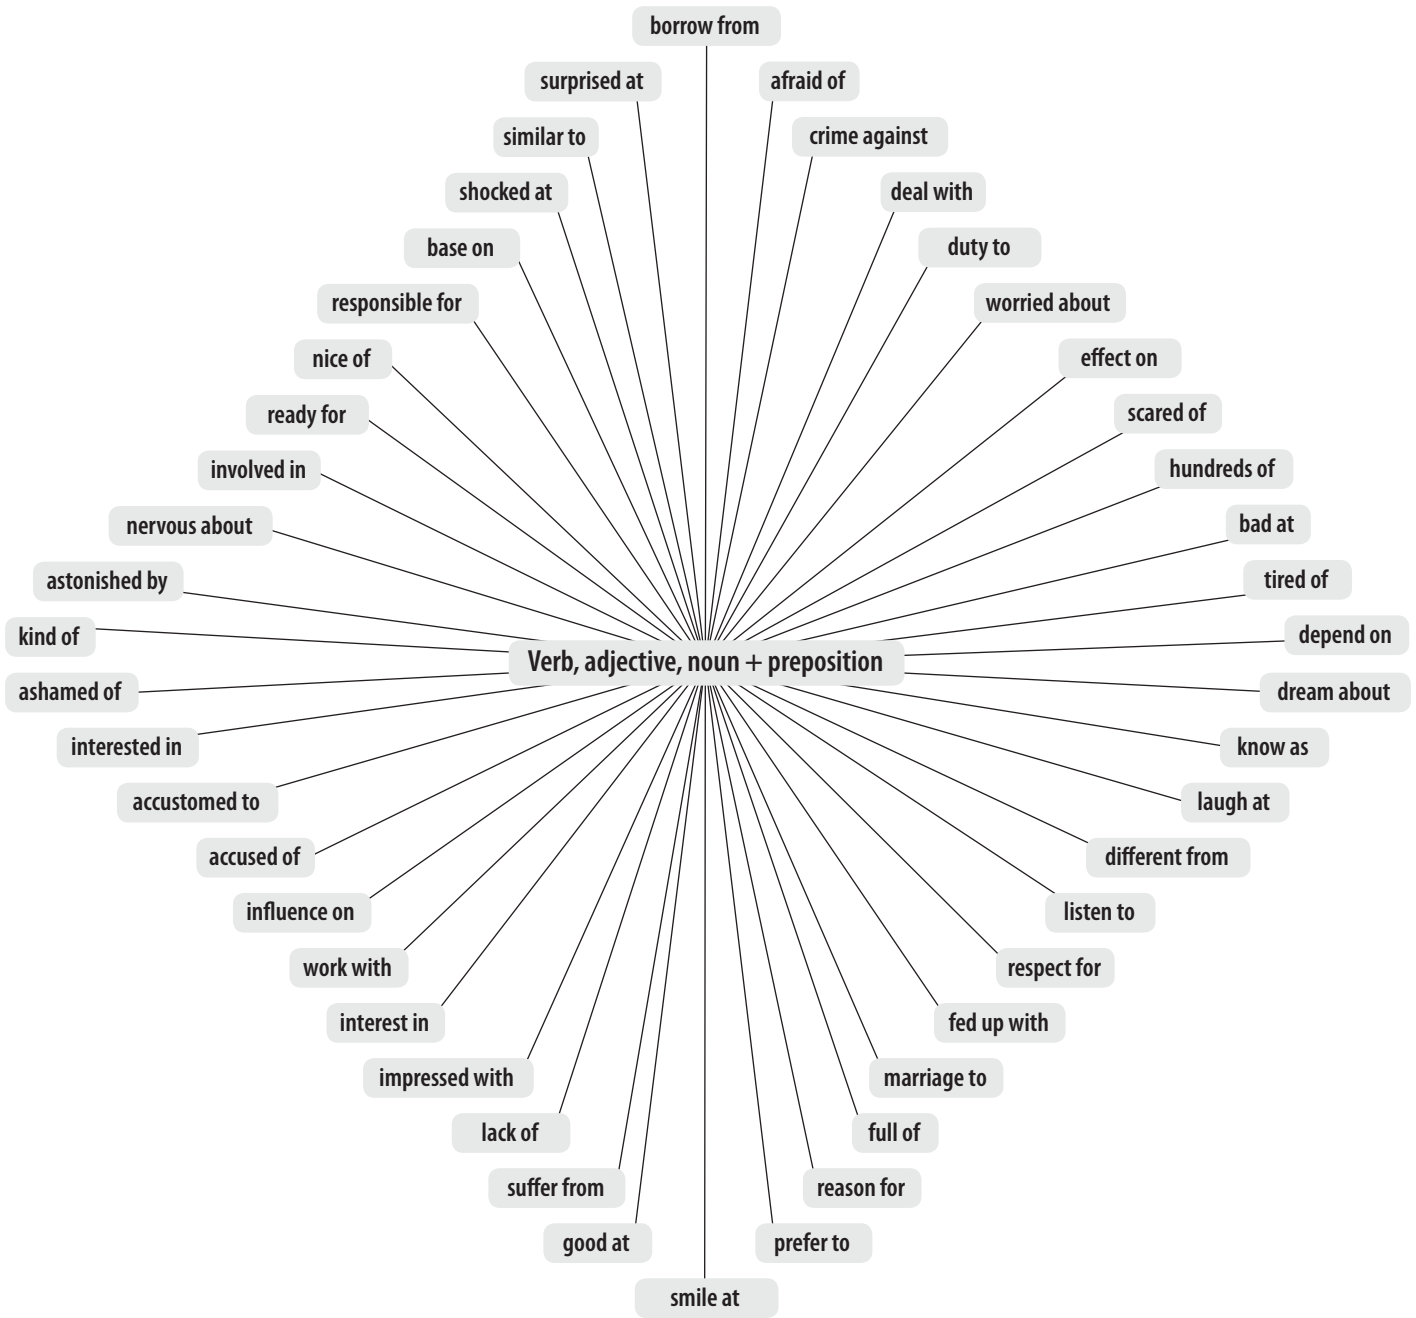 borrow from
surprised at
afraid of
similar to
crime against
shocked at
deal with
base on
duty to
responsible for
worried about
nice of
effect on
ready for
scared of
involved in
hundreds of
nervous about
bad at
astonished by
tired of
kind of
depend on
Verb, adjective, noun + preposition
ashamed of
dream about
interested in
know as
accustomed to
laugh at
accused of
different from
influence on
listen to
work with
respect for
interest in
fed up with
impressed with
marriage to
lack of
full of
suffer from
reason for
good at
prefer to
smile at